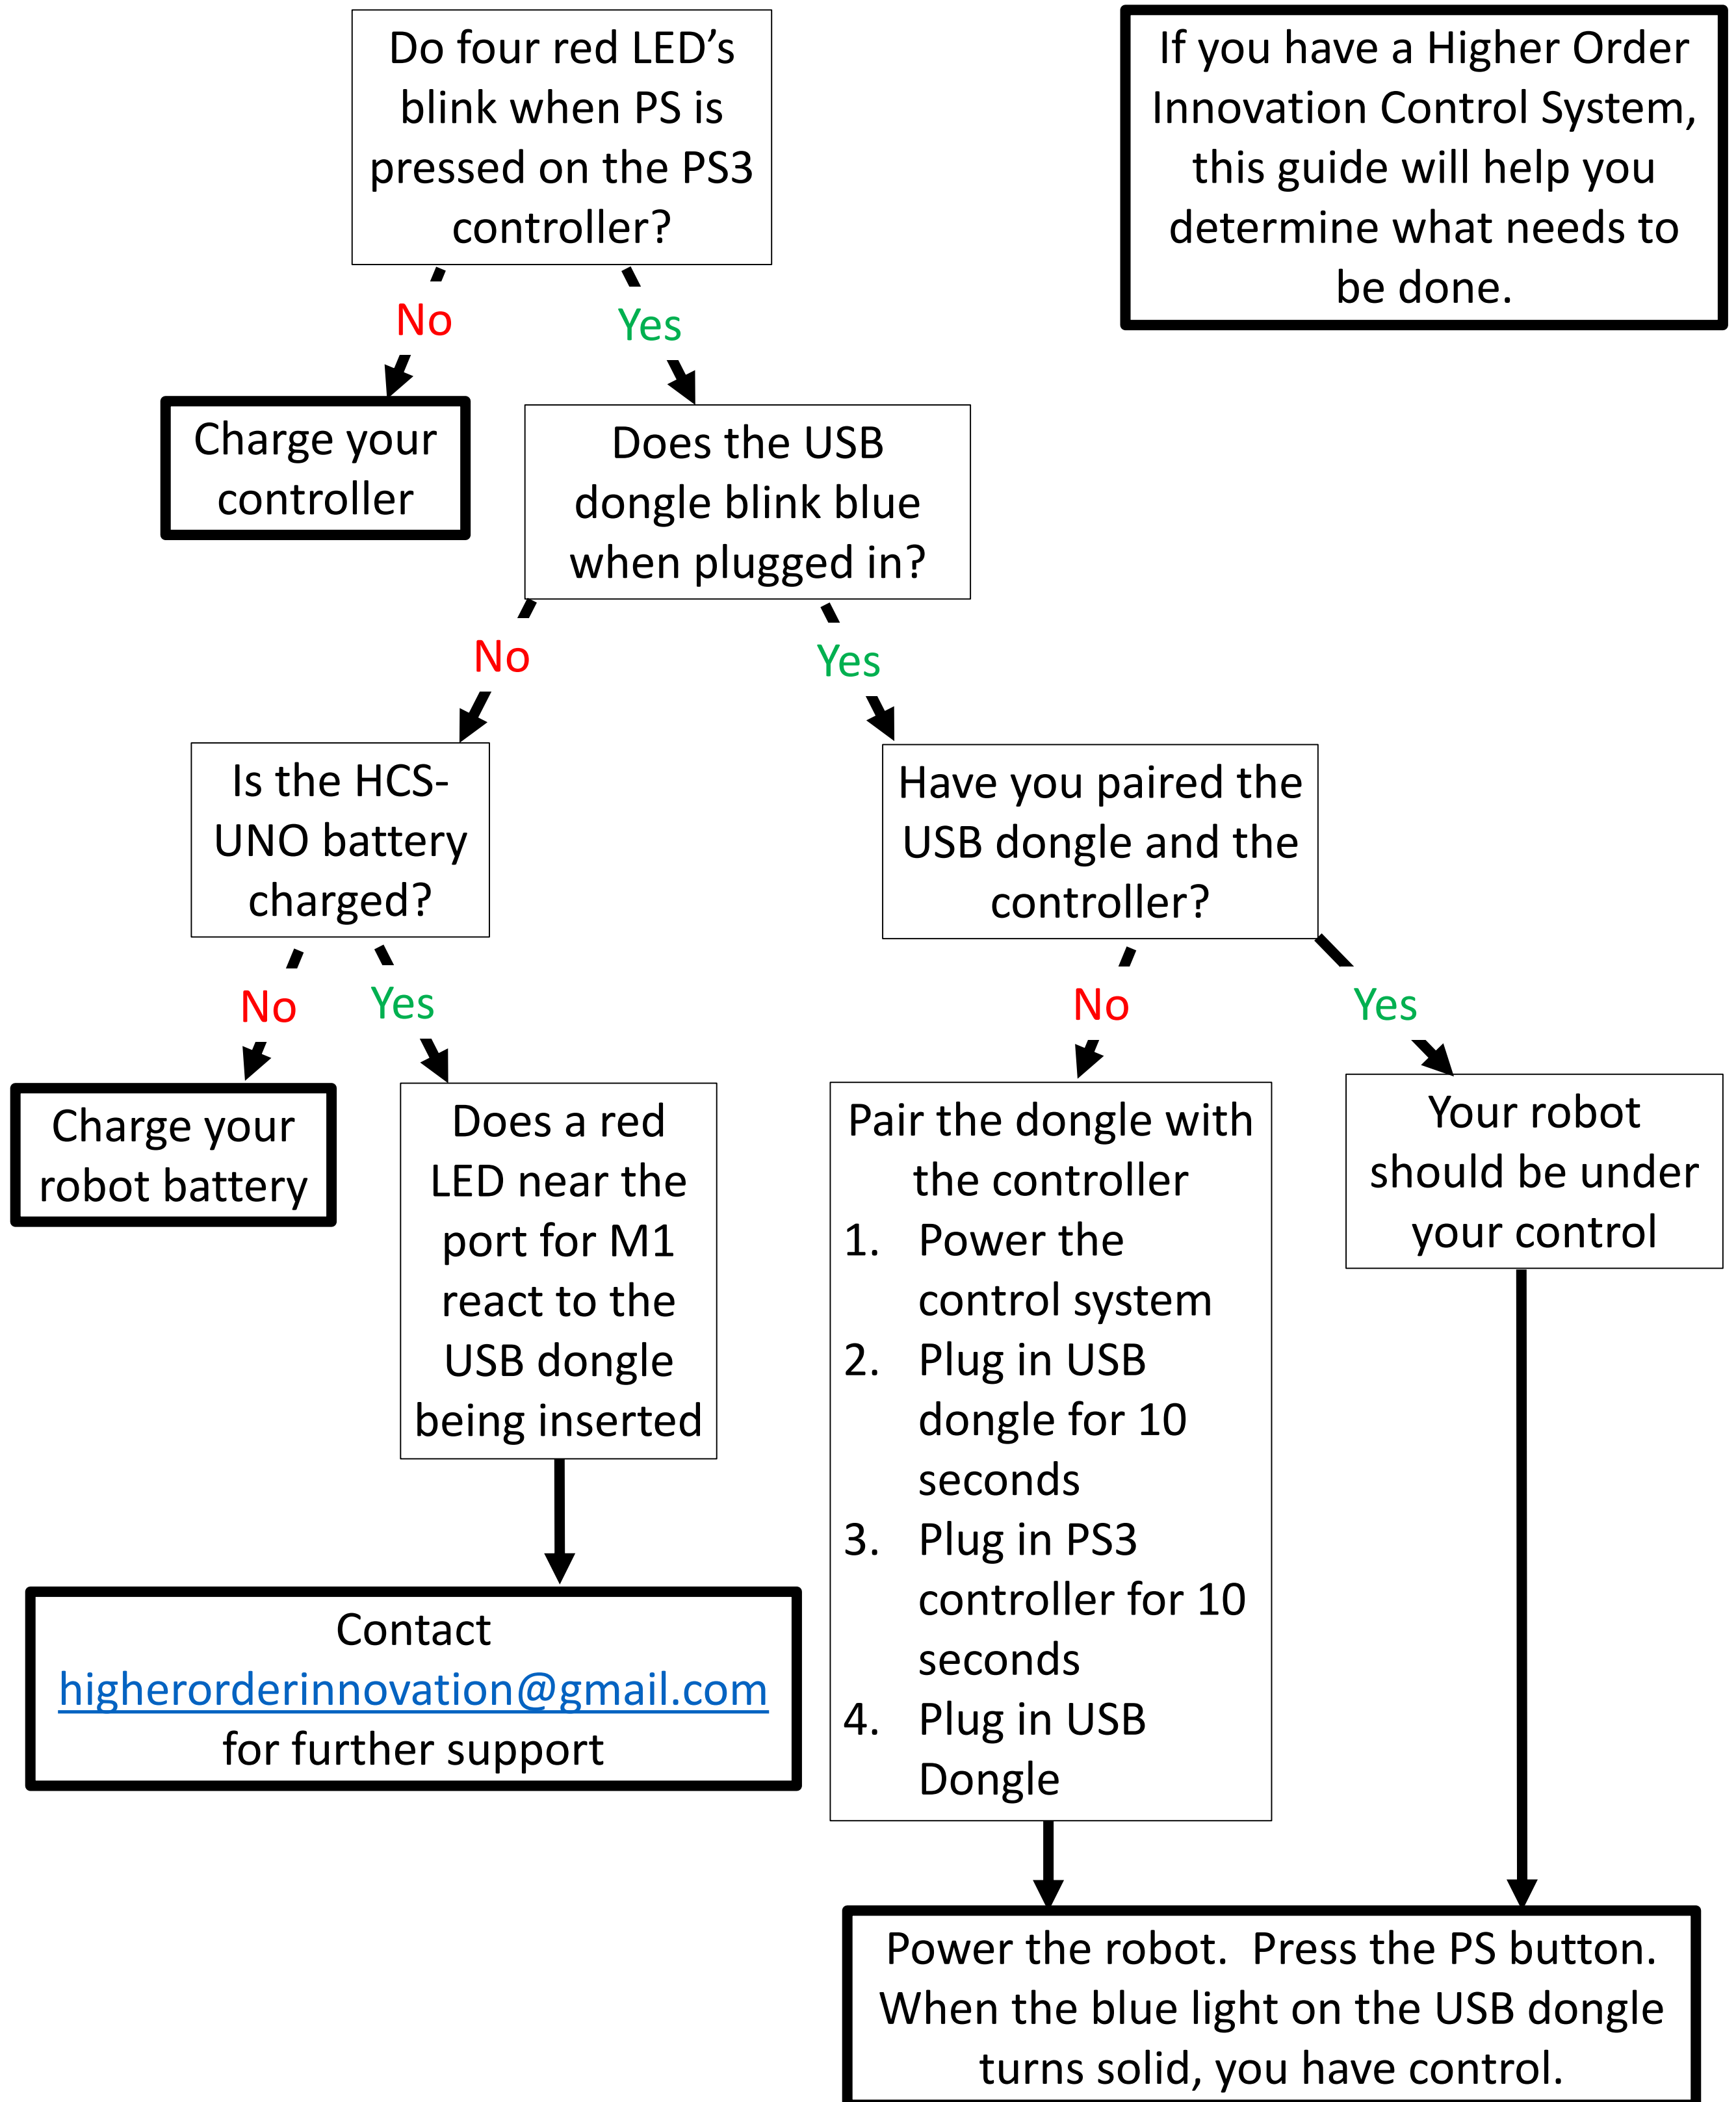 Do four red LED’s
blink when PS is
pressed on the PS3
controller?
If you have a Higher Order
Innovation Control System,
this guide will help you
determine what needs to
be done.
No
Yes
Charge your
controller
Does the USB
dongle blink blue
when plugged in?
No
Yes
Is the HCS-
UNO battery
charged?
Have you paired the
USB dongle and the
controller?
No
Yes
No
Yes
Charge your
robot battery
Does a red
LED near the
port for M1
react to the
USB dongle
being inserted
Pair the dongle with
the controller
1. Power the
control system
2. Plug in USB
dongle for 10
seconds
3. Plug in PS3
controller for 10
seconds
4. Plug in USB
Dongle
Your robot
should be under
your control
Contact
higherorderinnovation@gmail.com
for further support
Power the robot.  Press the PS button.
When the blue light on the USB dongle
turns solid, you have control.